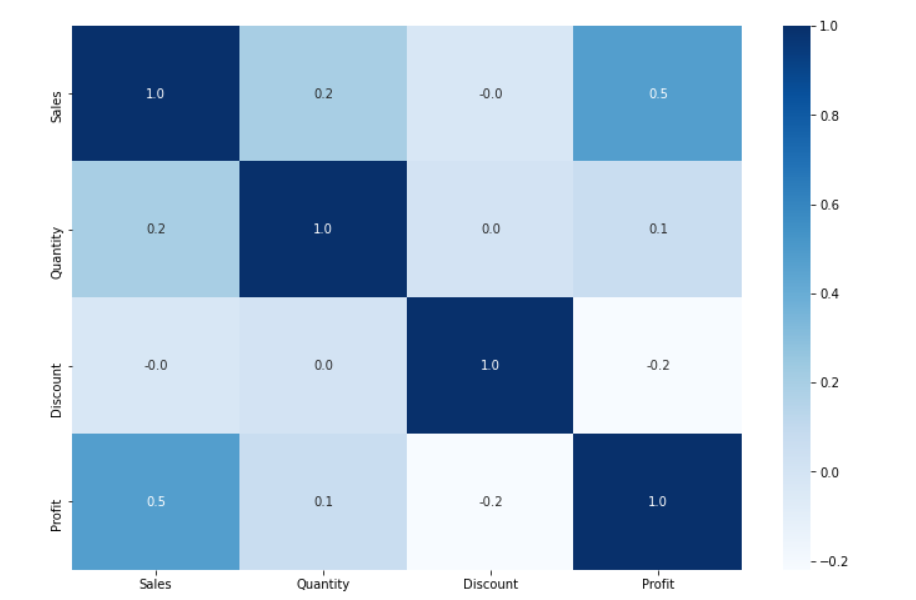 Sales 1.0 0.2 -0.0 0.5
Quantity 0.2 1.0 0.0 0.1
Discount -0.0 0.0 1.0 -0.2
Profit 0.5 0.1 -0.2 1.0
Sales Quantity Discount Profit
1.0
0.8
0.6
0.4
0.2
0.0
−0.2